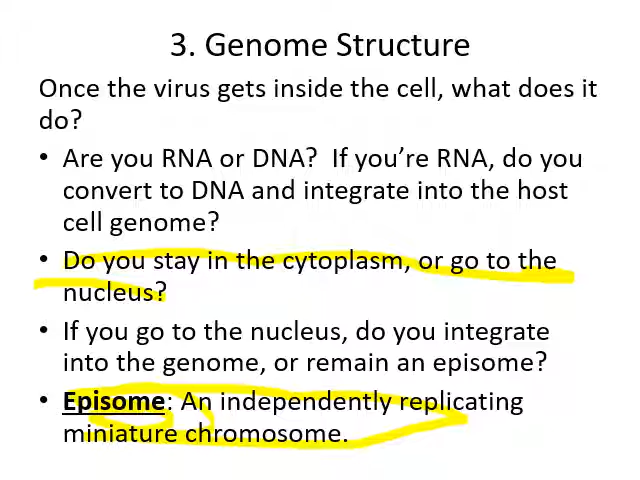 3. Genome Structure
Once the virus gets inside the cell, what does it
do?
• Are you RNA or DNA?  If you're RNA, do you
convert to DNA and integrate into the host
cell genome?
• Do you stay in the cytoplasm, or go to the
nucleus?
• If you go to the nucleus, do you integrate
into the genome, or remain an episome?
• Episome: An independently replicating
miniature chromosome.